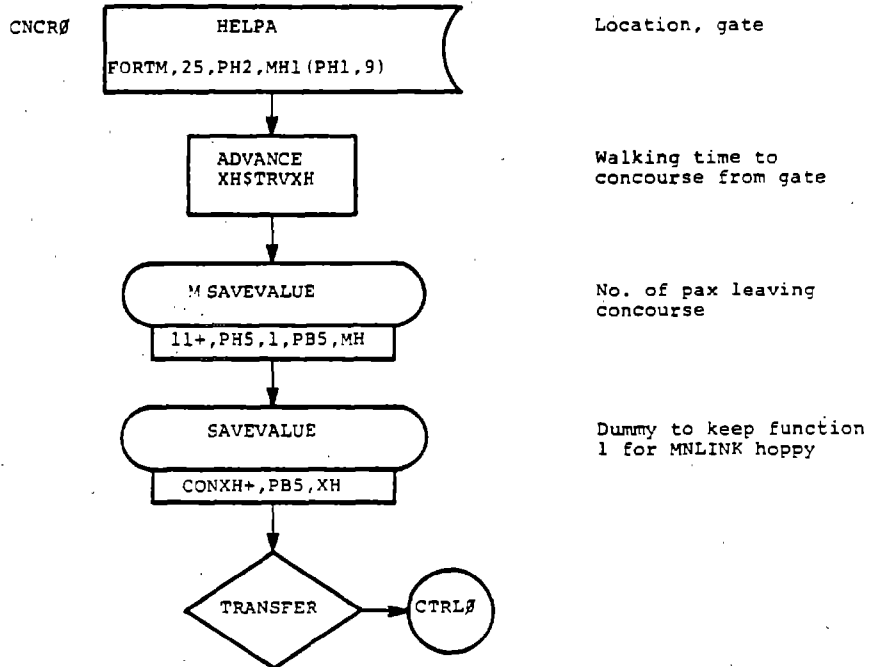 CNCRØ
HELPA
Location, gate
FORTM,25,PH2,MH1(PH1,9)
ADVANCE
XH$TRVXH
Walking time to
concourse from gate
MSAVEVALUE
No. of pax leaving
concourse
11+,PH5,1,PB5,MH
SAVEVALUE
Dummy to keep function
1 for MNLINK hoppy
CONXH+,PB5,XH
TRANSFER
CTRLØ